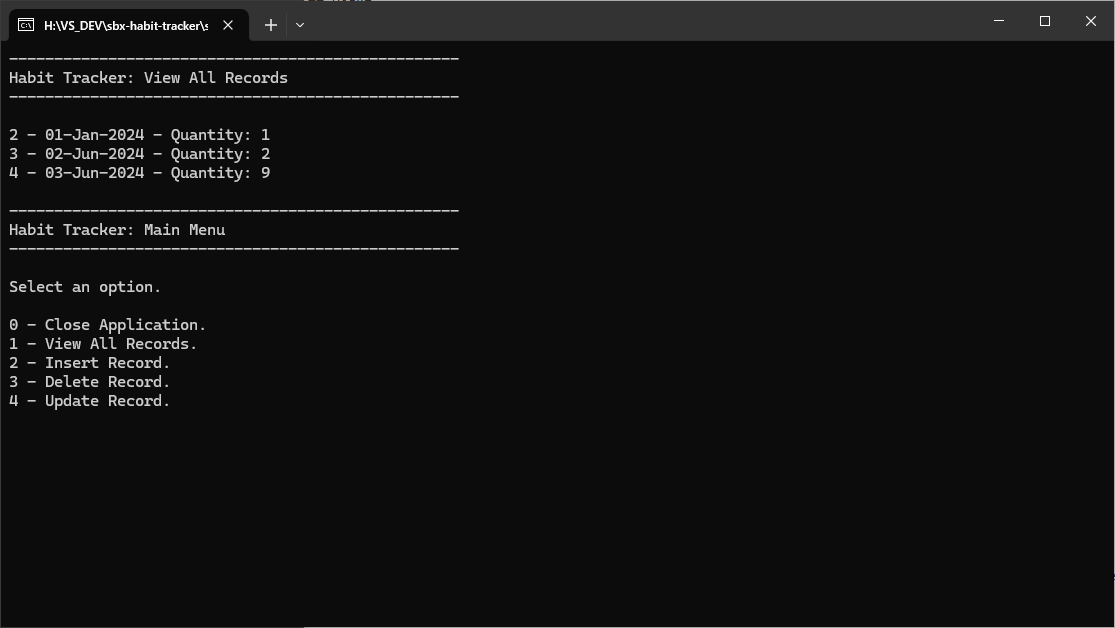 H:\VS_DEV\sbx-habit-tracker\s
--------------------------------------------------
Habit Tracker: View All Records
--------------------------------------------------
2 - 01-Jan-2024 - Quantity: 1
3 - 02-Jun-2024 - Quantity: 2
4 - 03-Jun-2024 - Quantity: 9
--------------------------------------------------
Habit Tracker: Main Menu
--------------------------------------------------
Select an option.
0 - Close Application.
1 - View All Records.
2 - Insert Record.
3 - Delete Record.
4 - Update Record.